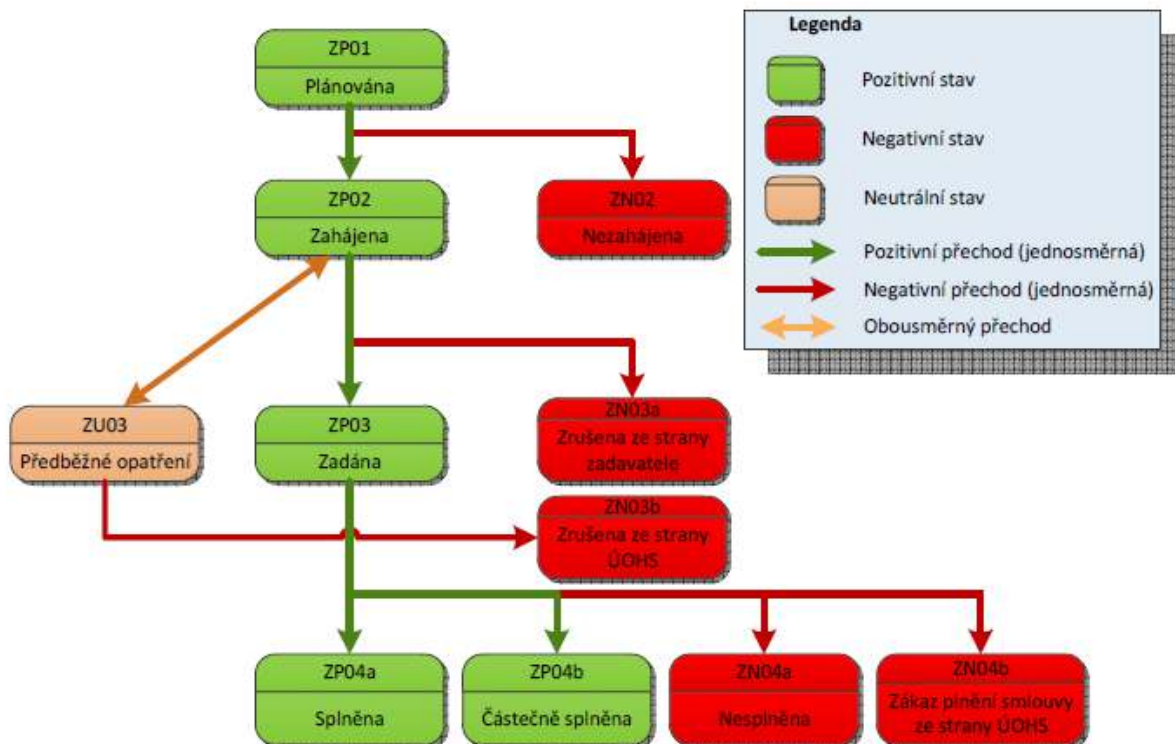 ZP01
Plánována
ZP02
Zahájena
ZN02
Nezahájena
ZU03
Předběžné opatření
ZP03
Zadána
ZN03a
Zrušena ze strany
zadavatele
ZN03b
Zrušena ze strany
ÚOHS
ZP04a
Splněna
ZP04b
Částečně splněna
ZN04a
Nesplněna
ZN04b
Zákaz plnění smlouvy
ze strany ÚOHS
Legenda
Pozitivní stav
Negativní stav
Neutrální stav
Pozitivní přechod (jednosměrná)
Negativní přechod (jednosměrná)
Obousměrný přechod